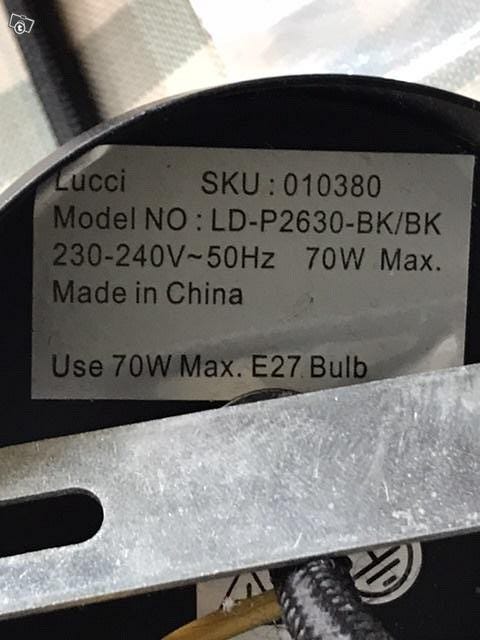 Lucci SKU : 010380
Model NO : LD-P2630-BK/BK
230-240V~50Hz 70W Max.
Made in China
Use 70W Max. E27 Bulb